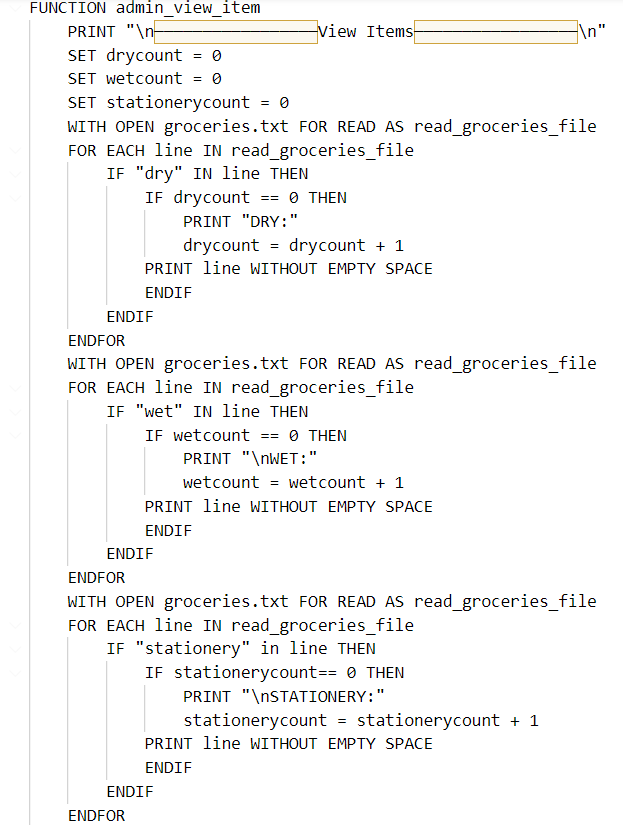 FUNCTION admin_view_item
PRINT "\n—————————————————View Items—————————————————\n"
SET drycount = 0
SET wetcount = 0
SET stationerycount = 0
WITH OPEN groceries.txt FOR READ AS read_groceries_file
FOR EACH line IN read_groceries_file
IF "dry" IN line THEN
IF drycount == 0 THEN
PRINT "DRY:"
drycount = drycount + 1
PRINT line WITHOUT EMPTY SPACE
ENDIF
ENDIF
ENDFOR
WITH OPEN groceries.txt FOR READ AS read_groceries_file
FOR EACH line IN read_groceries_file
IF "wet" IN line THEN
IF wetcount == 0 THEN
PRINT "\nWET:"
wetcount = wetcount + 1
PRINT line WITHOUT EMPTY SPACE
ENDIF
ENDIF
ENDFOR
WITH OPEN groceries.txt FOR READ AS read_groceries_file
FOR EACH line IN read_groceries_file
IF "stationery" in line THEN
IF stationerycount== 0 THEN
PRINT "\nSTATIONERY:"
stationerycount = stationerycount + 1
PRINT line WITHOUT EMPTY SPACE
ENDIF
ENDIF
ENDFOR